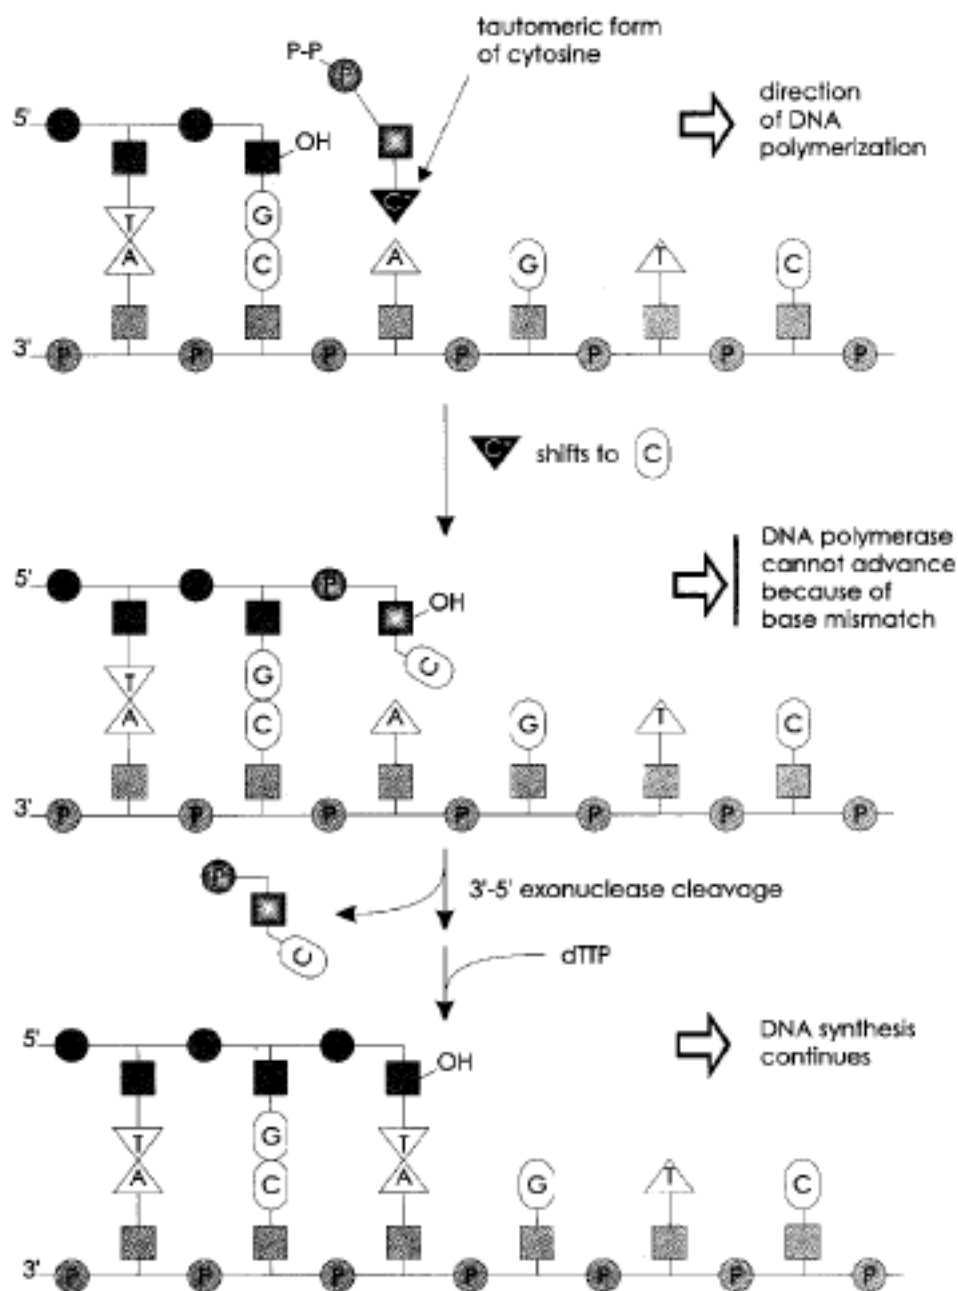 tautomeric form
of cytosine
P-P
P
direction
of DNA
polymerization
5'
OH
C*
T
G
A
C
A
G
T
C
3'
P
P
P
P
P
P
P
C* shifts to C
DNA polymerase
cannot advance
because of
base mismatch
5'
P
OH
C
T
G
A
C
A
G
T
C
3'
P
P
P
P
P
P
P
P
3'-5' exonuclease cleavage
C
dTTP
DNA synthesis
continues
5'
OH
T
G
T
A
C
A
G
T
C
3'
P
P
P
P
P
P
P